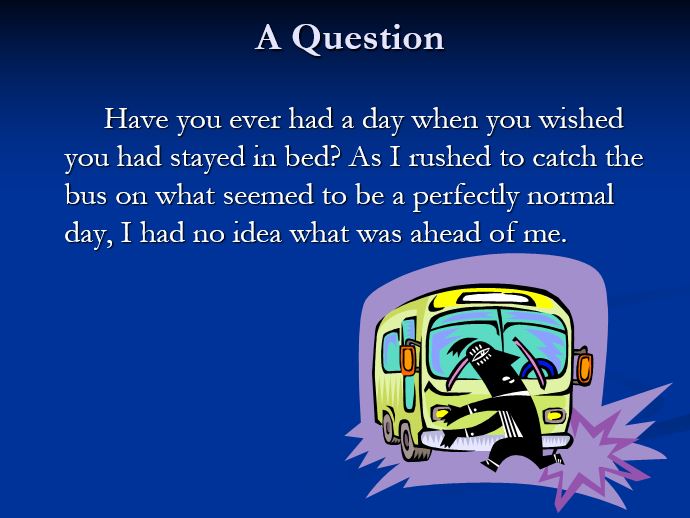 A Question
Have you ever had a day when you wished
you had stayed in bed? As I rushed to catch the
bus on what seemed to be a perfectly normal
day, I had no idea what was ahead of me.